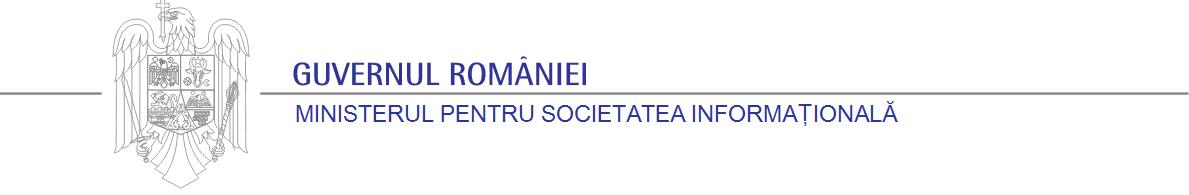 GUVERNUL ROMÂNIEI
MINISTERUL PENTRU SOCIETATEA INFORMAȚIONALĂ